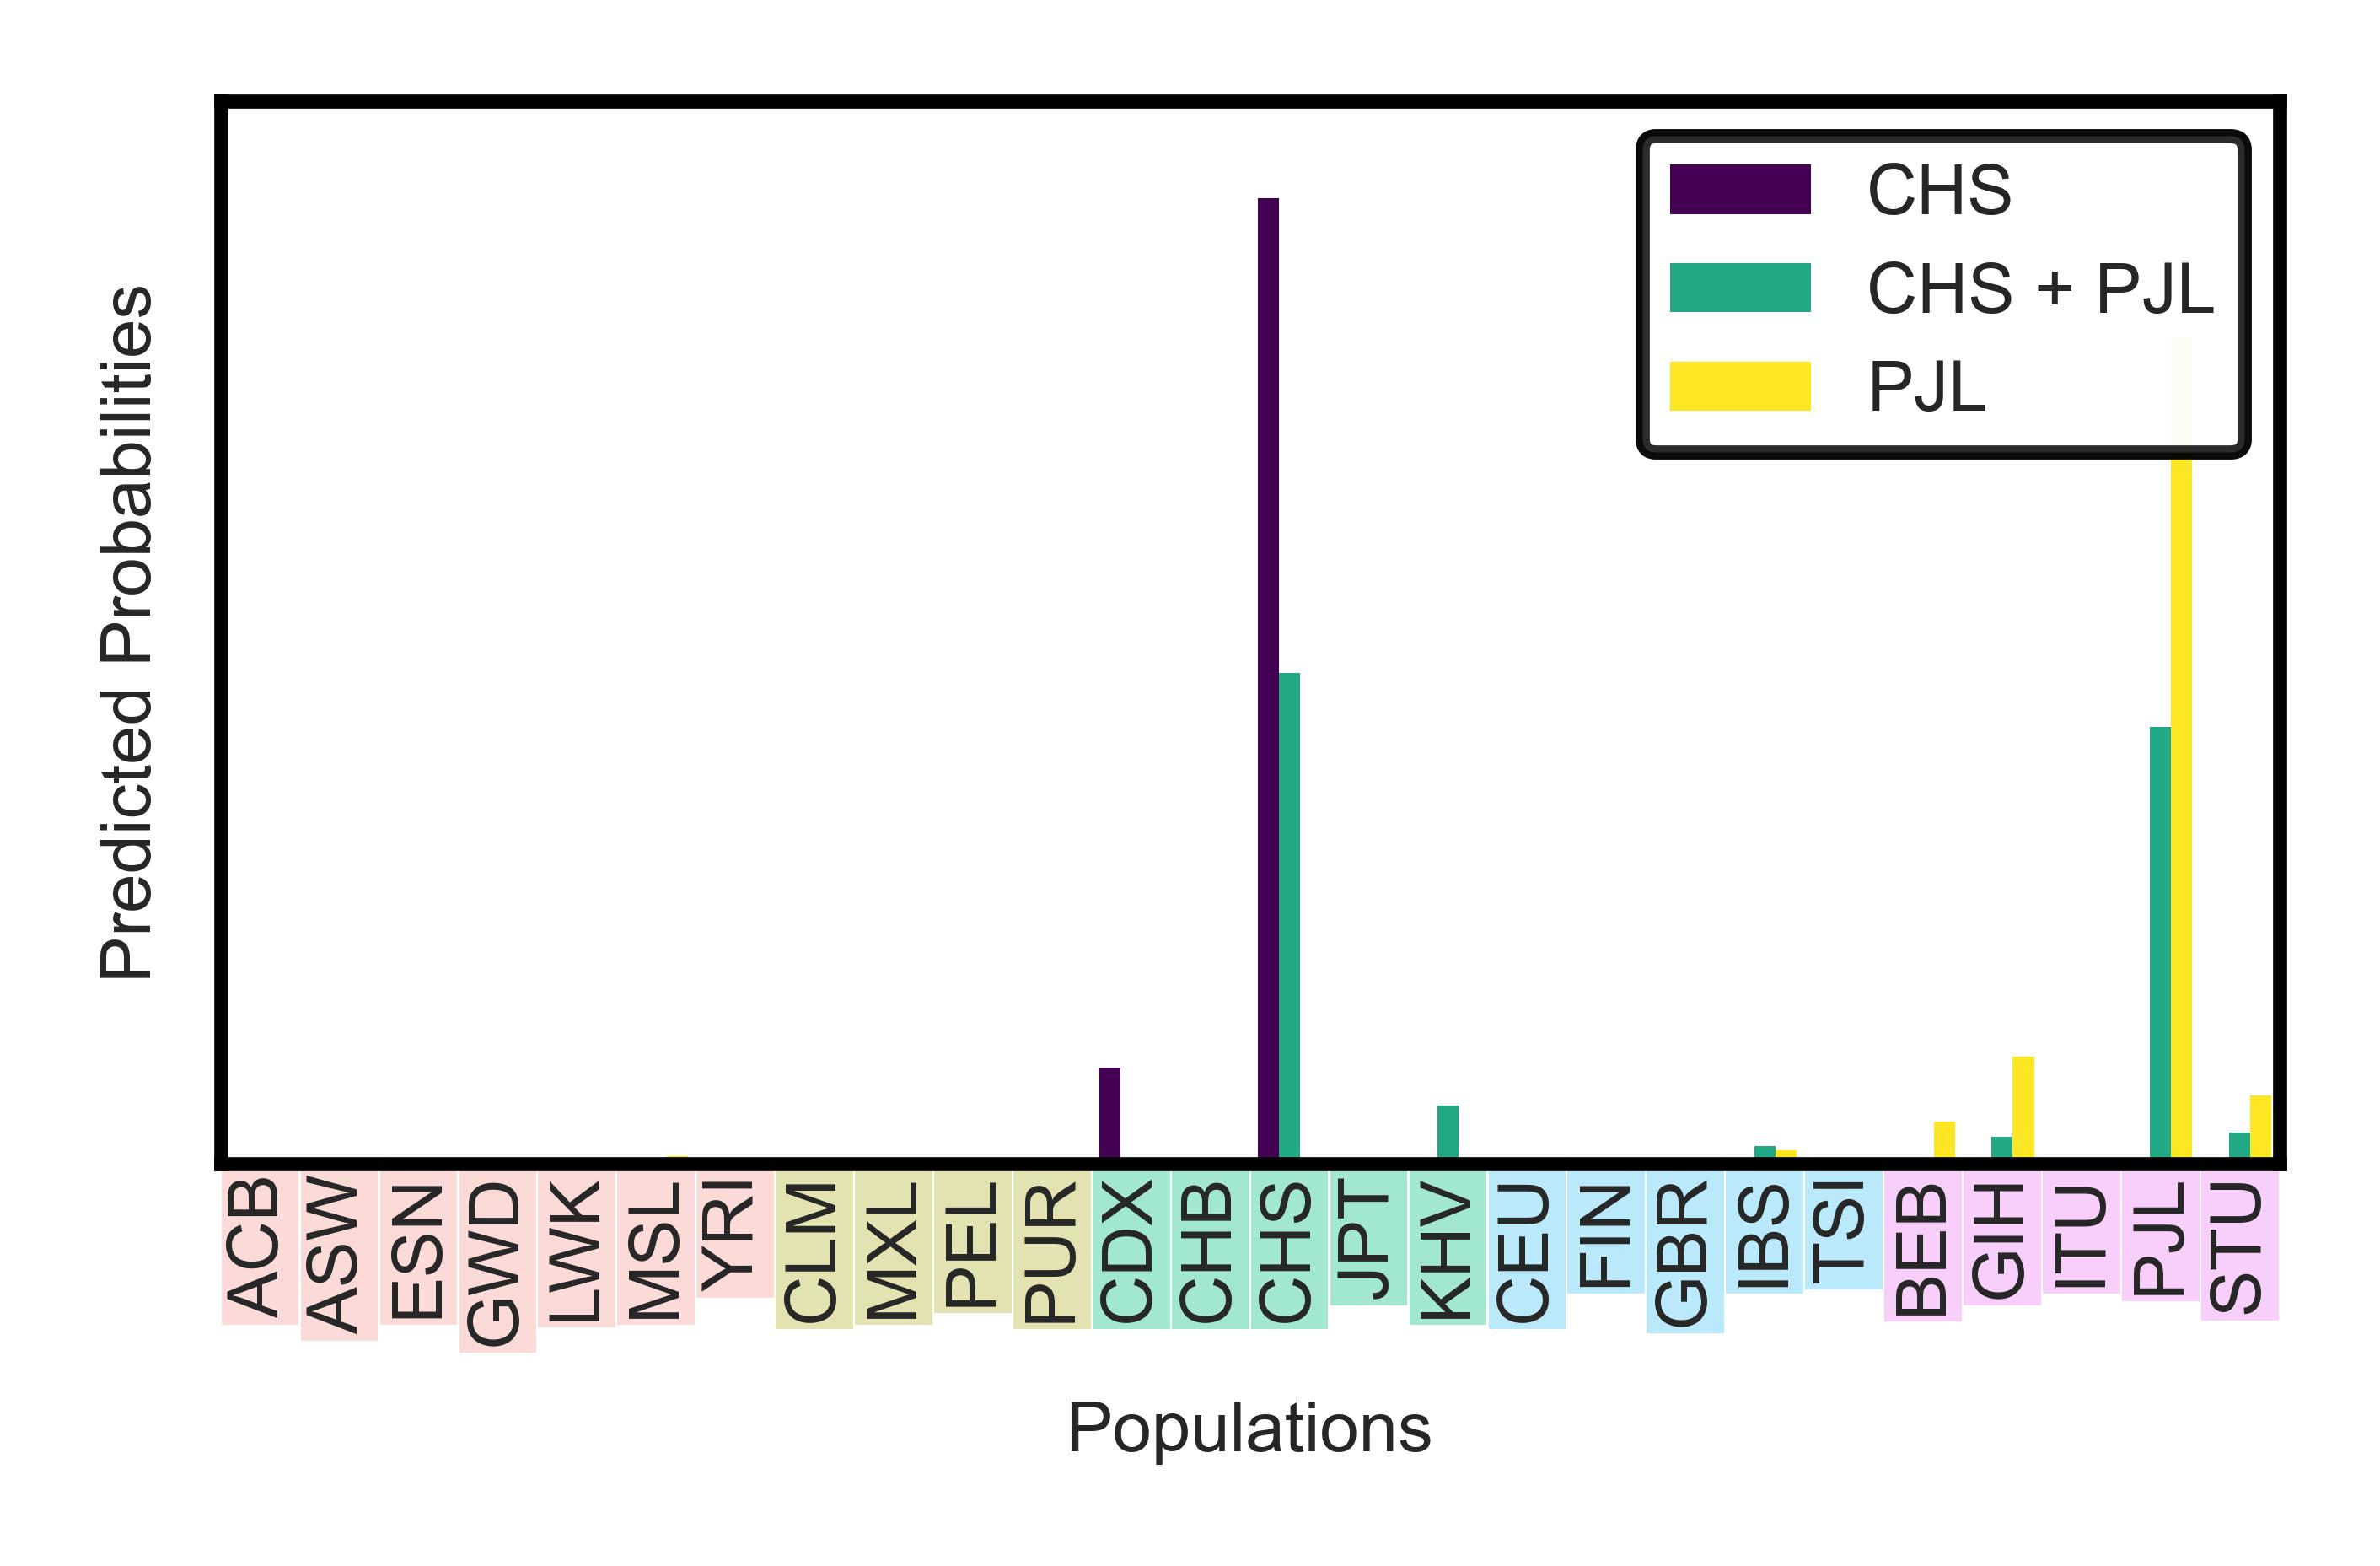 CHS
CHS + PJL
PJL
Predicted Probabilities
ACB
ASW
ESN
GWD
LWK
MSL
YRI
CLM
MXL
PEL
PUR
CDX
CHB
CHS
JPT
KHV
CEU
FIN
GBR
IBS
TSI
BEB
GIH
ITU
PJL
STU
Populations